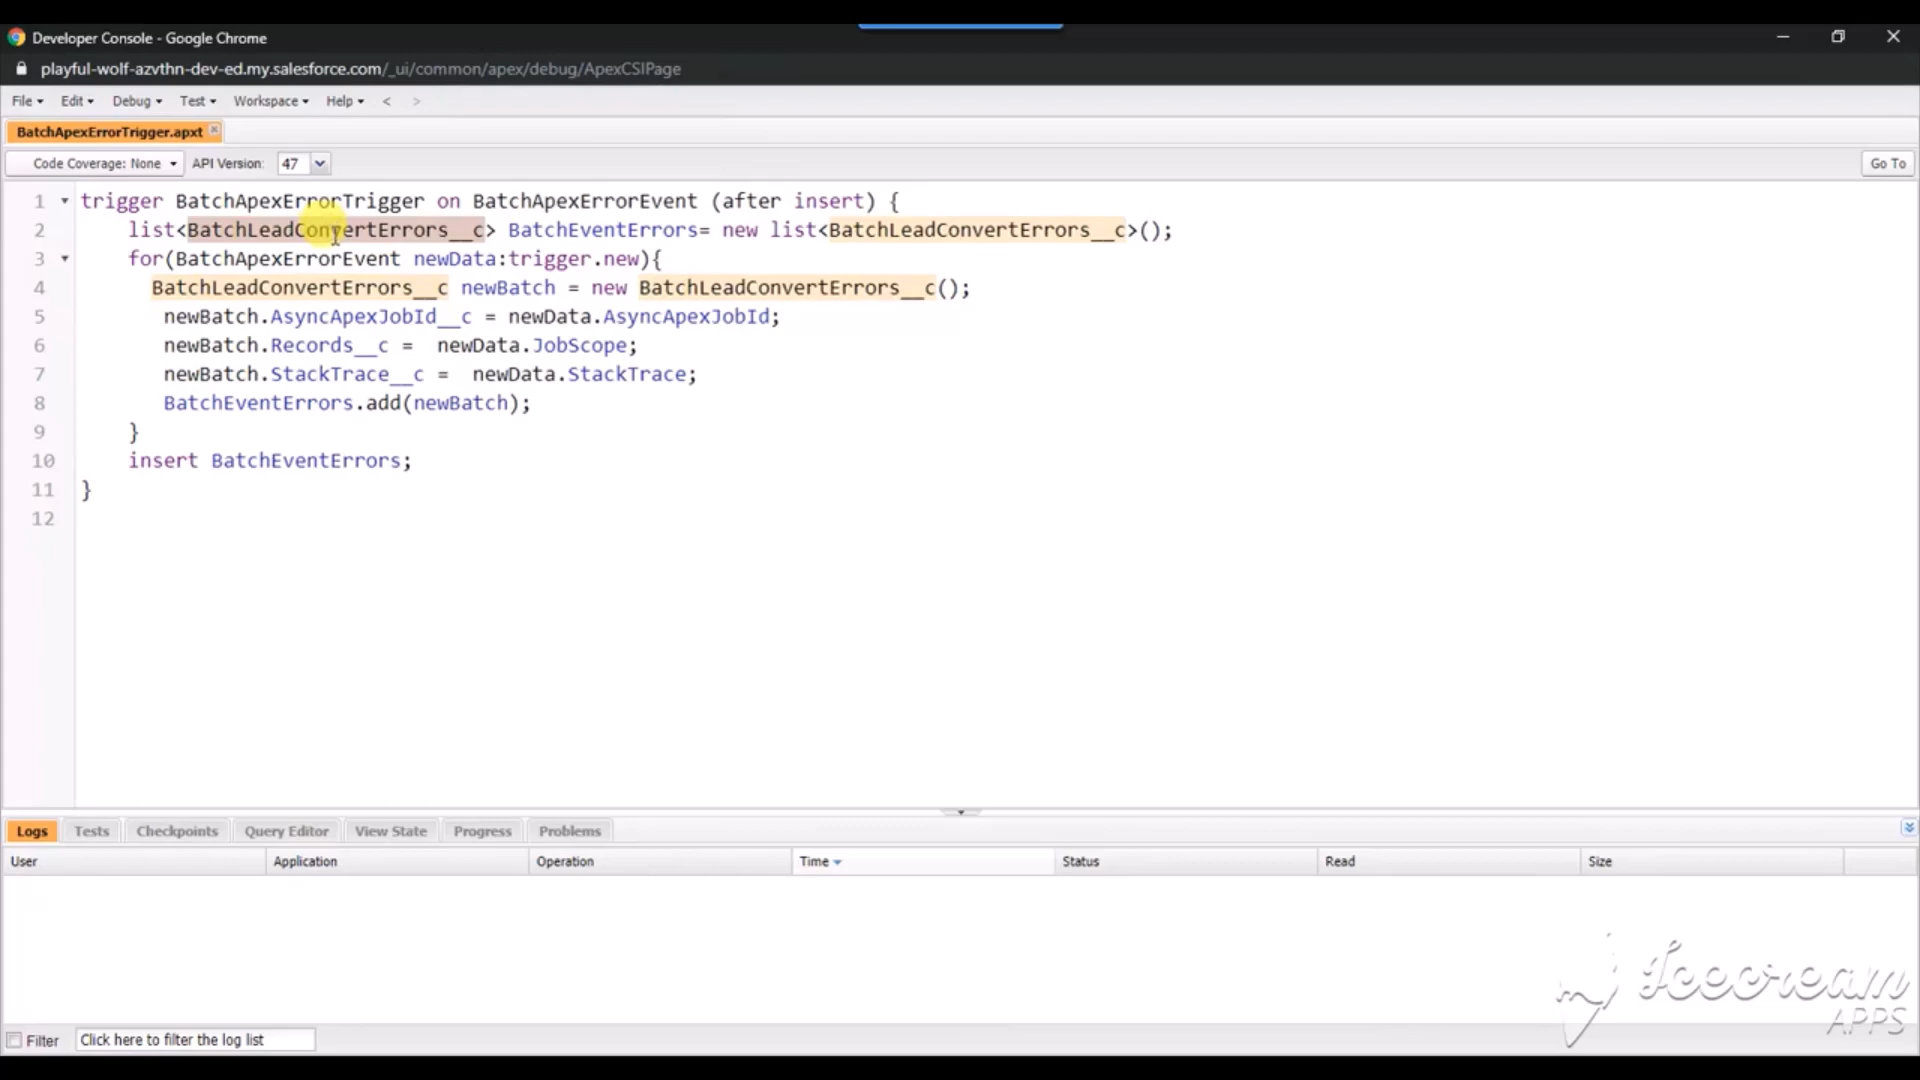 Developer Console - Google Chrome
playful-wolf-azvthn-dev-ed.my.salesforce.com/_ui/common/apex/debug/ApexCSIPage
File Edit Debug Test Workspace Help < >
BatchApexErrorTrigger.apxt
Code Coverage: None API Version: 47 Go To
1 trigger BatchApexErrorTrigger on BatchApexErrorEvent (after insert) {
2 list<BatchLeadConvertErrors__c> BatchEventErrors= new list<BatchLeadConvertErrors__c>();
3 for(BatchApexErrorEvent newData:trigger.new){
4 BatchLeadConvertErrors__c newBatch = new BatchLeadConvertErrors__c();
5 newBatch.AsyncApexJobId__c = newData.AsyncApexJobId;
6 newBatch.Records__c = newData.JobScope;
7 newBatch.StackTrace__c = newData.StackTrace;
8 BatchEventErrors.add(newBatch);
9 }
10 insert BatchEventErrors;
11 }
12
Logs Tests Checkpoints Query Editor View State Progress Problems
User Application Operation Time Status Read Size
Icecream
APPS
Filter Click here to filter the log list